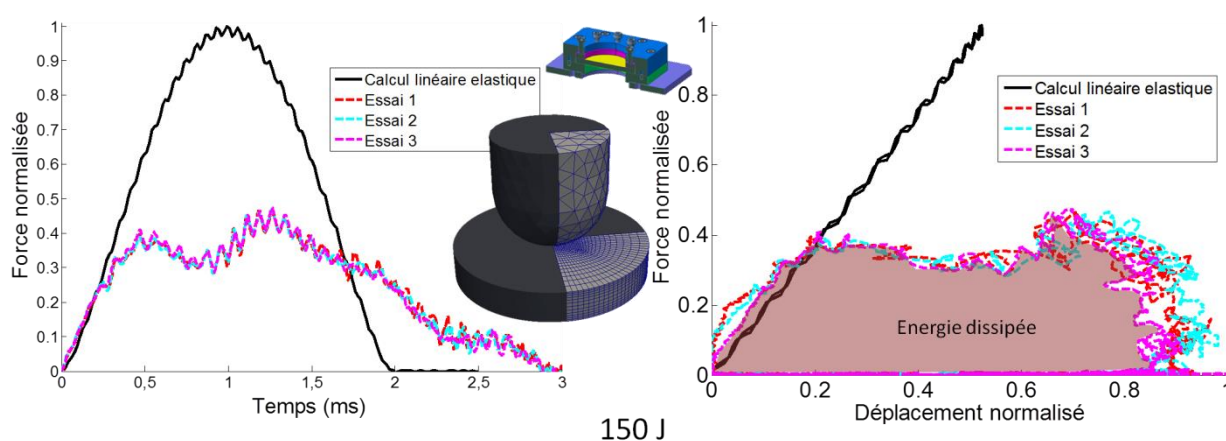 Force normalisée
1
0.9
0.8
0.7
0.6
0.5
0.4
0.3
0.2
0.1
0
0
0,5
1
1,5
2
2,5
3
Temps (ms)
Calcul linéaire elastique
Essai 1
Essai 2
Essai 3
Force normalisée
1
0.8
0.6
0.4
0.2
0
0
0.2
0.4
0.6
0.8
1
Déplacement normalisé
Calcul linéaire elastique
Essai 1
Essai 2
Essai 3
Energie dissipée
150 J